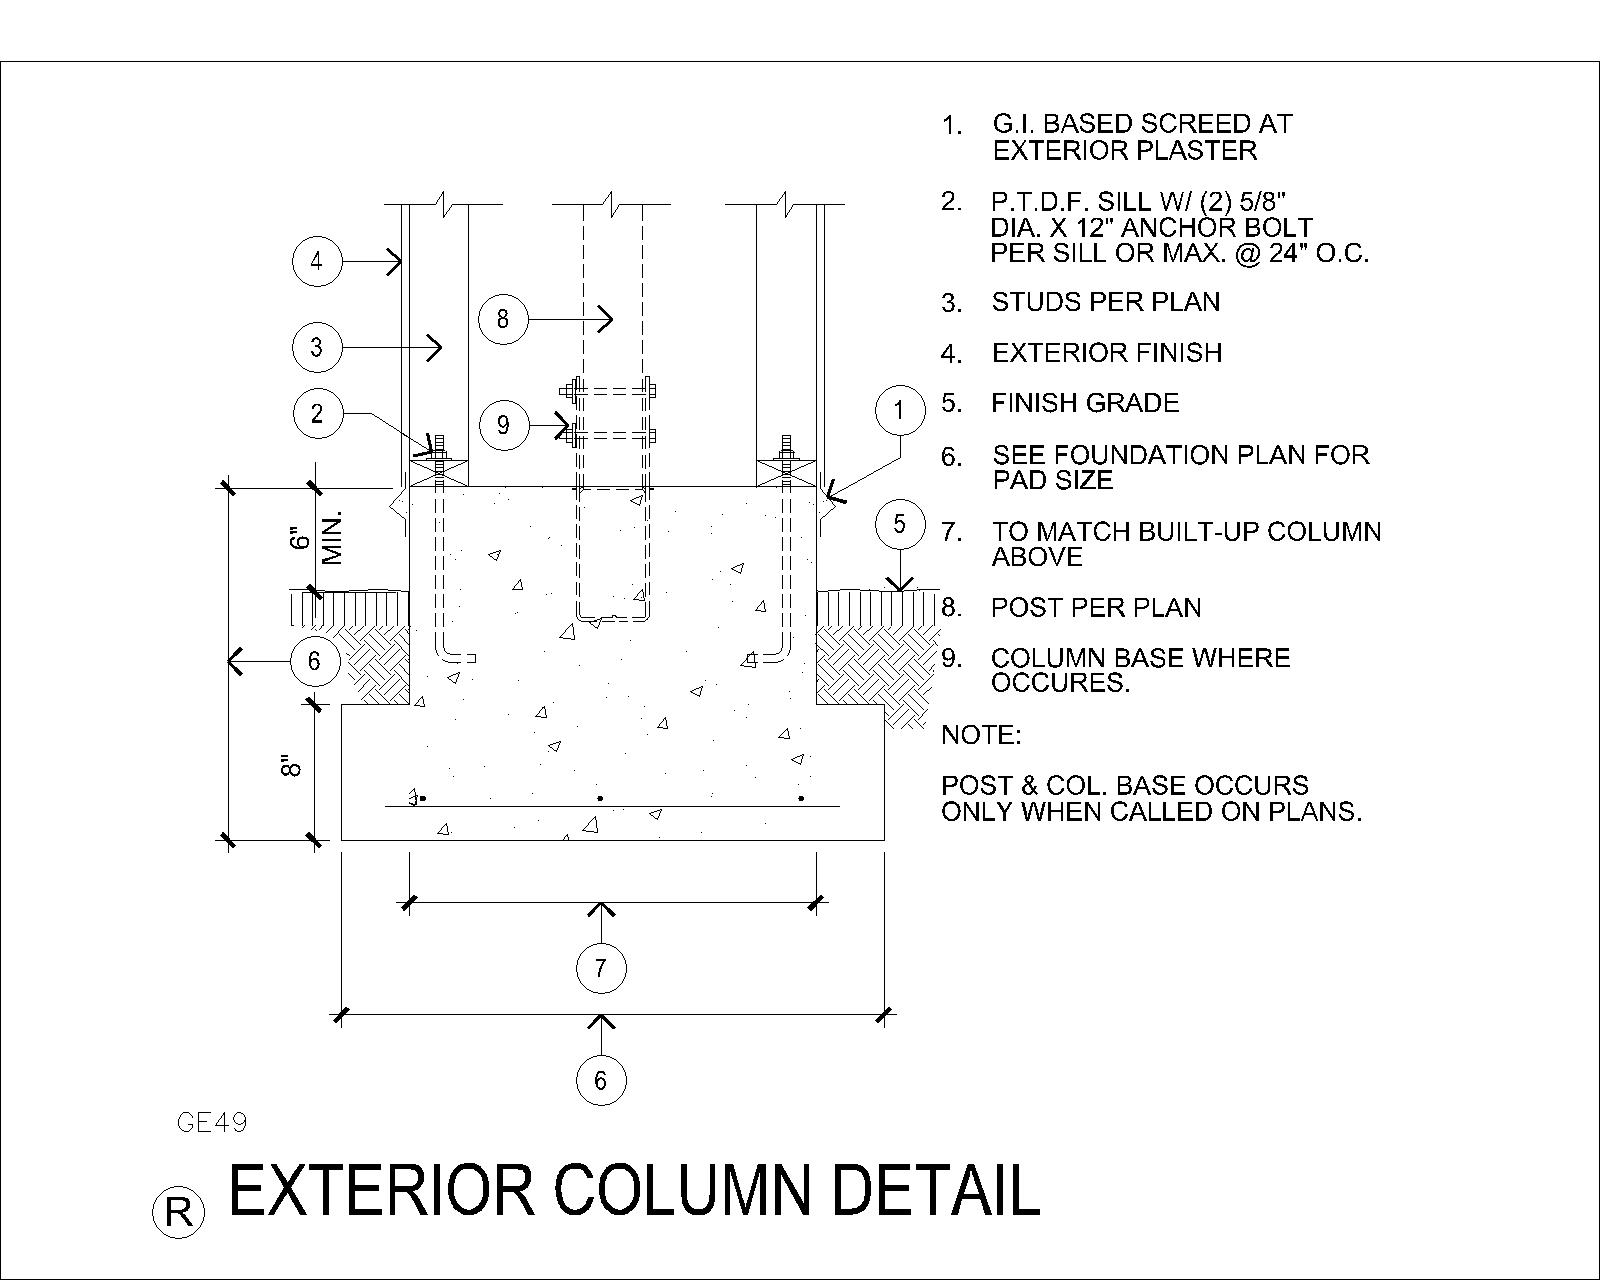 1. G.I. BASED SCREED AT
EXTERIOR PLASTER
2. P.T.D.F. SILL W/ (2) 5/8"
DIA. X 12" ANCHOR BOLT
PER SILL OR MAX. @ 24" O.C.
3. STUDS PER PLAN
4. EXTERIOR FINISH
5. FINISH GRADE
6. SEE FOUNDATION PLAN FOR
PAD SIZE
7. TO MATCH BUILT-UP COLUMN
ABOVE
8. POST PER PLAN
9. COLUMN BASE WHERE
OCCURES.
NOTE:
POST & COL. BASE OCCURS
ONLY WHEN CALLED ON PLANS.
4
8
3
2
9
1
5
6"
MIN.
6
8"
7
6
GE49
R EXTERIOR COLUMN DETAIL